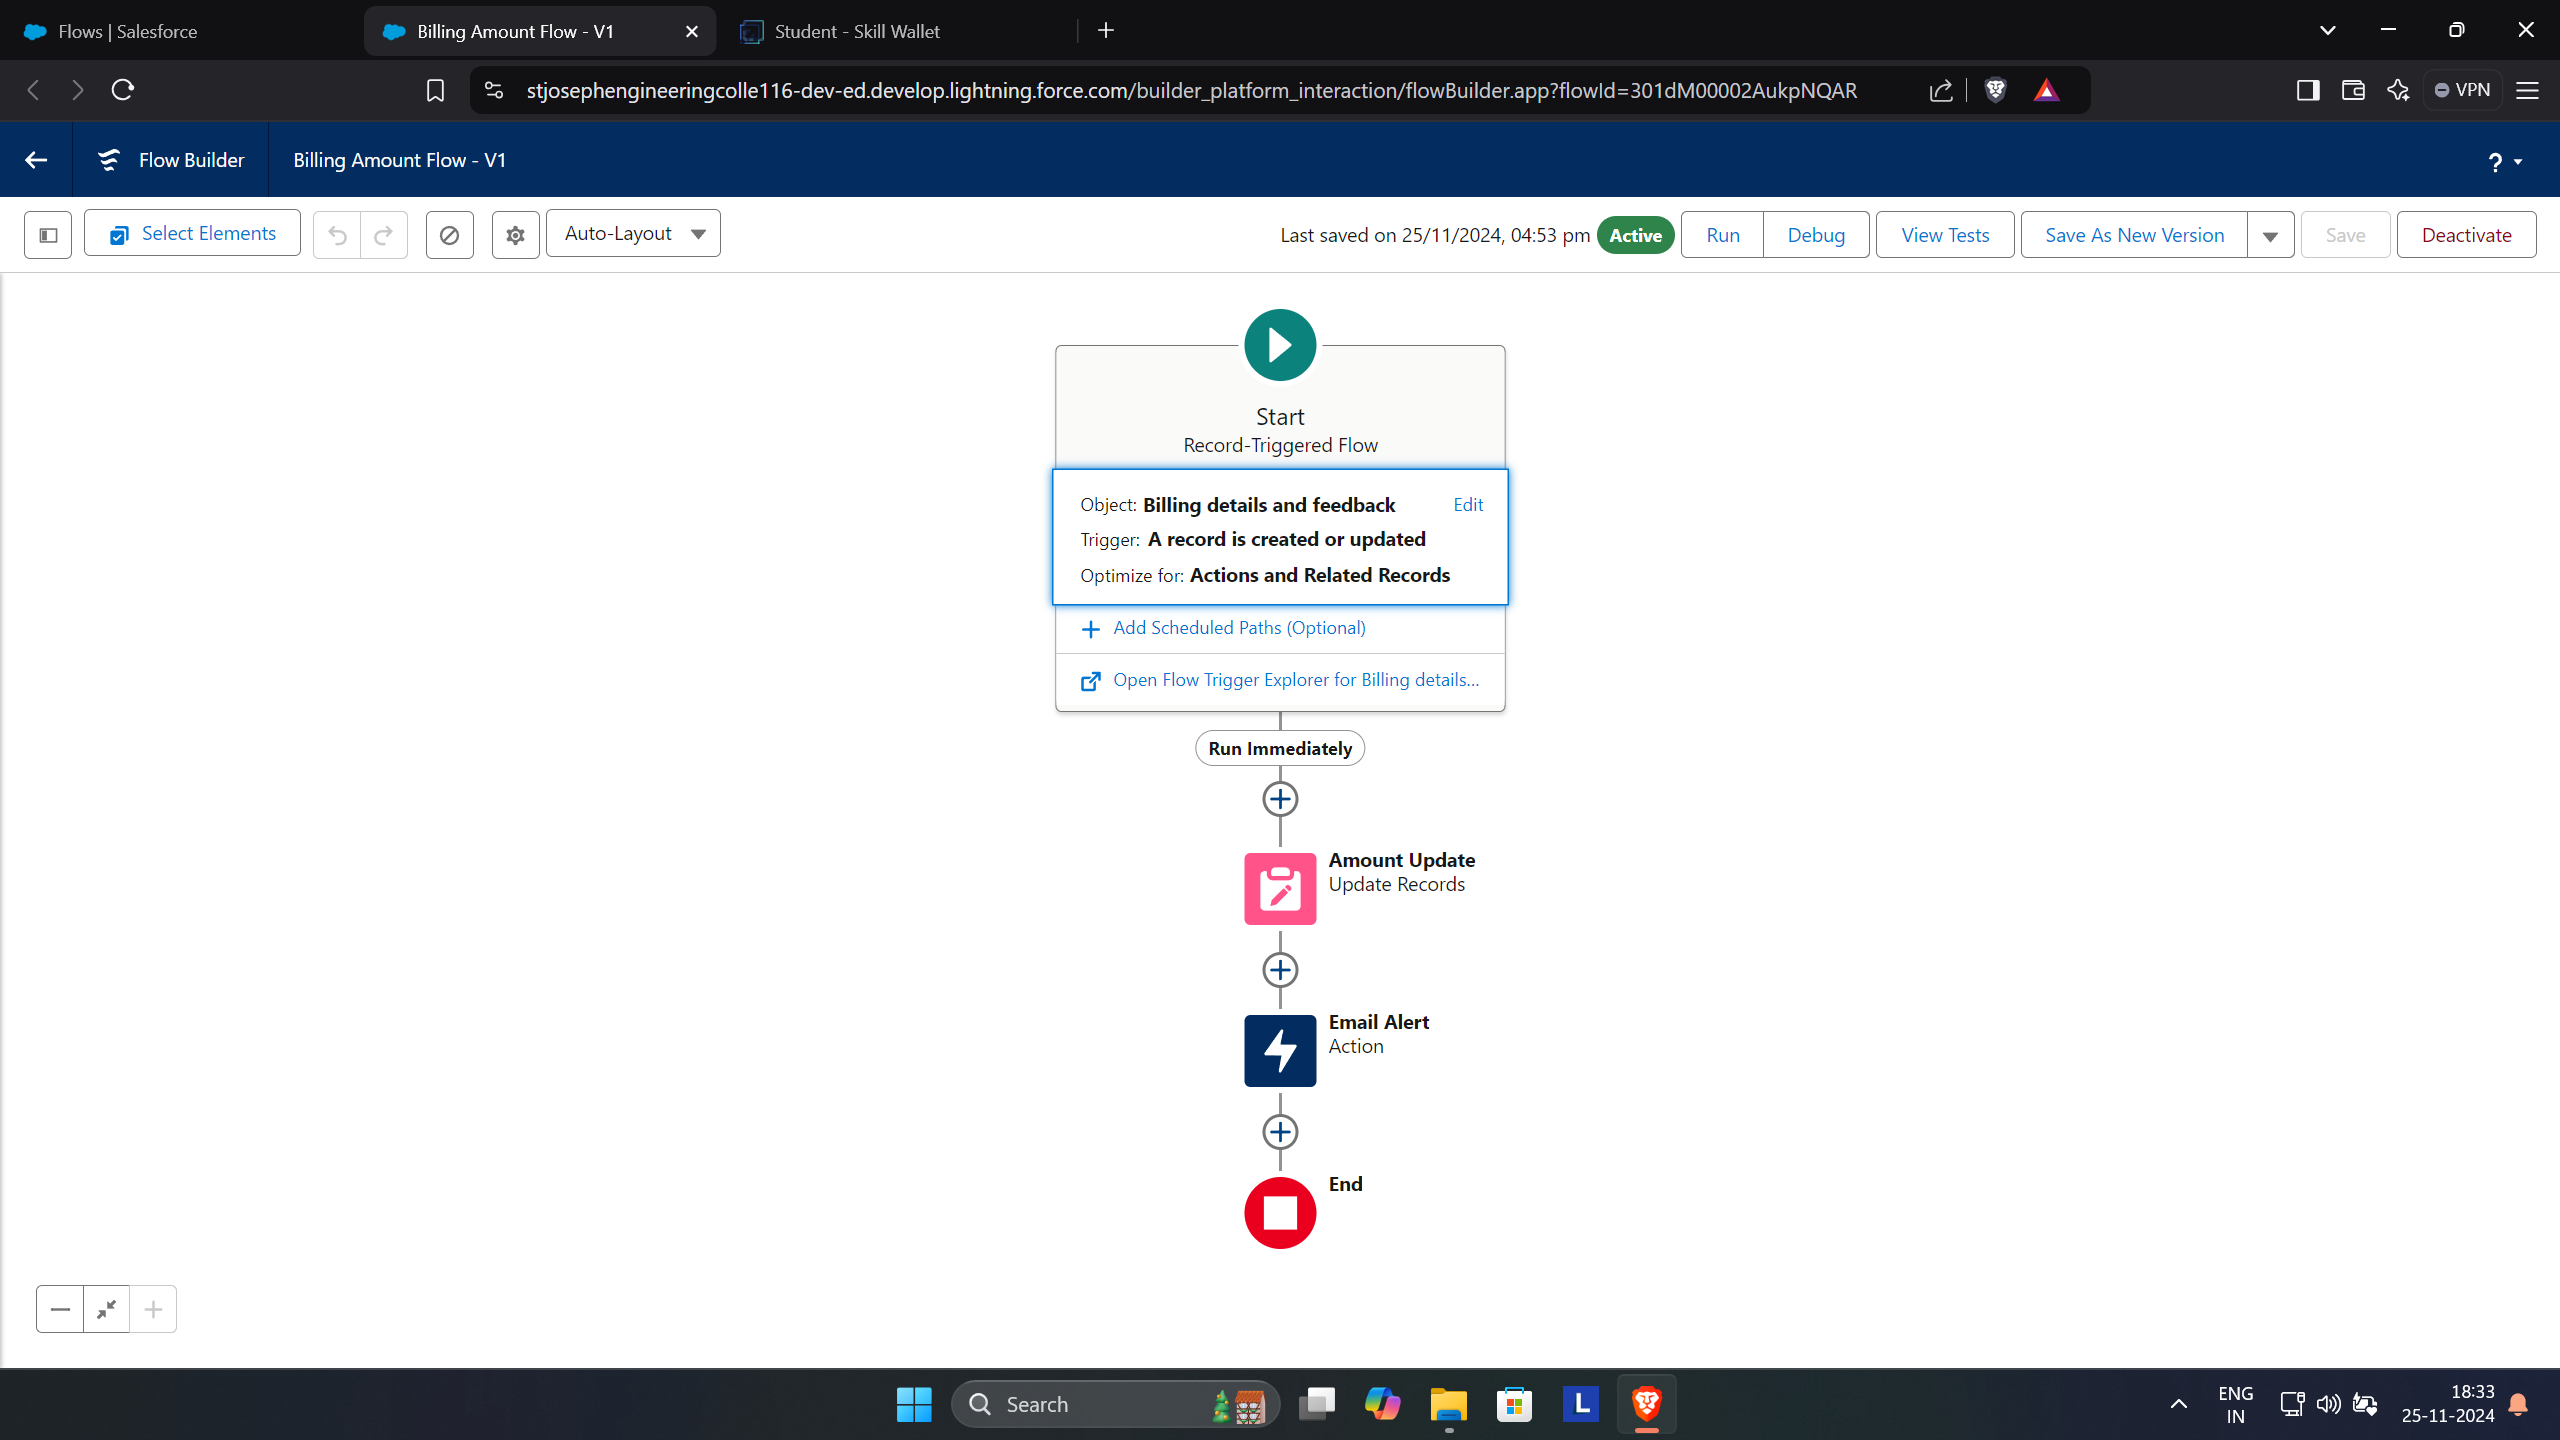 Flows | Salesforce
Billing Amount Flow - V1
Student - Skill Wallet
stjosephengineeringcolle116-dev-ed.develop.lightning.force.com/builder_platform_interaction/flowBuilder.app?flowId=301dM00002AukpNQAR
VPN
Flow Builder
Billing Amount Flow - V1
?
Select Elements
Auto-Layout
Last saved on 25/11/2024, 04:53 pm
Active
Run
Debug
View Tests
Save As New Version
Save
Deactivate
Start
Record-Triggered Flow
Object: Billing details and feedback
Edit
Trigger: A record is created or updated
Optimize for: Actions and Related Records
Add Scheduled Paths (Optional)
Open Flow Trigger Explorer for Billing details...
Run Immediately
Amount Update
Update Records
Email Alert
Action
End
Search
L
ENG
IN
18:33
25-11-2024